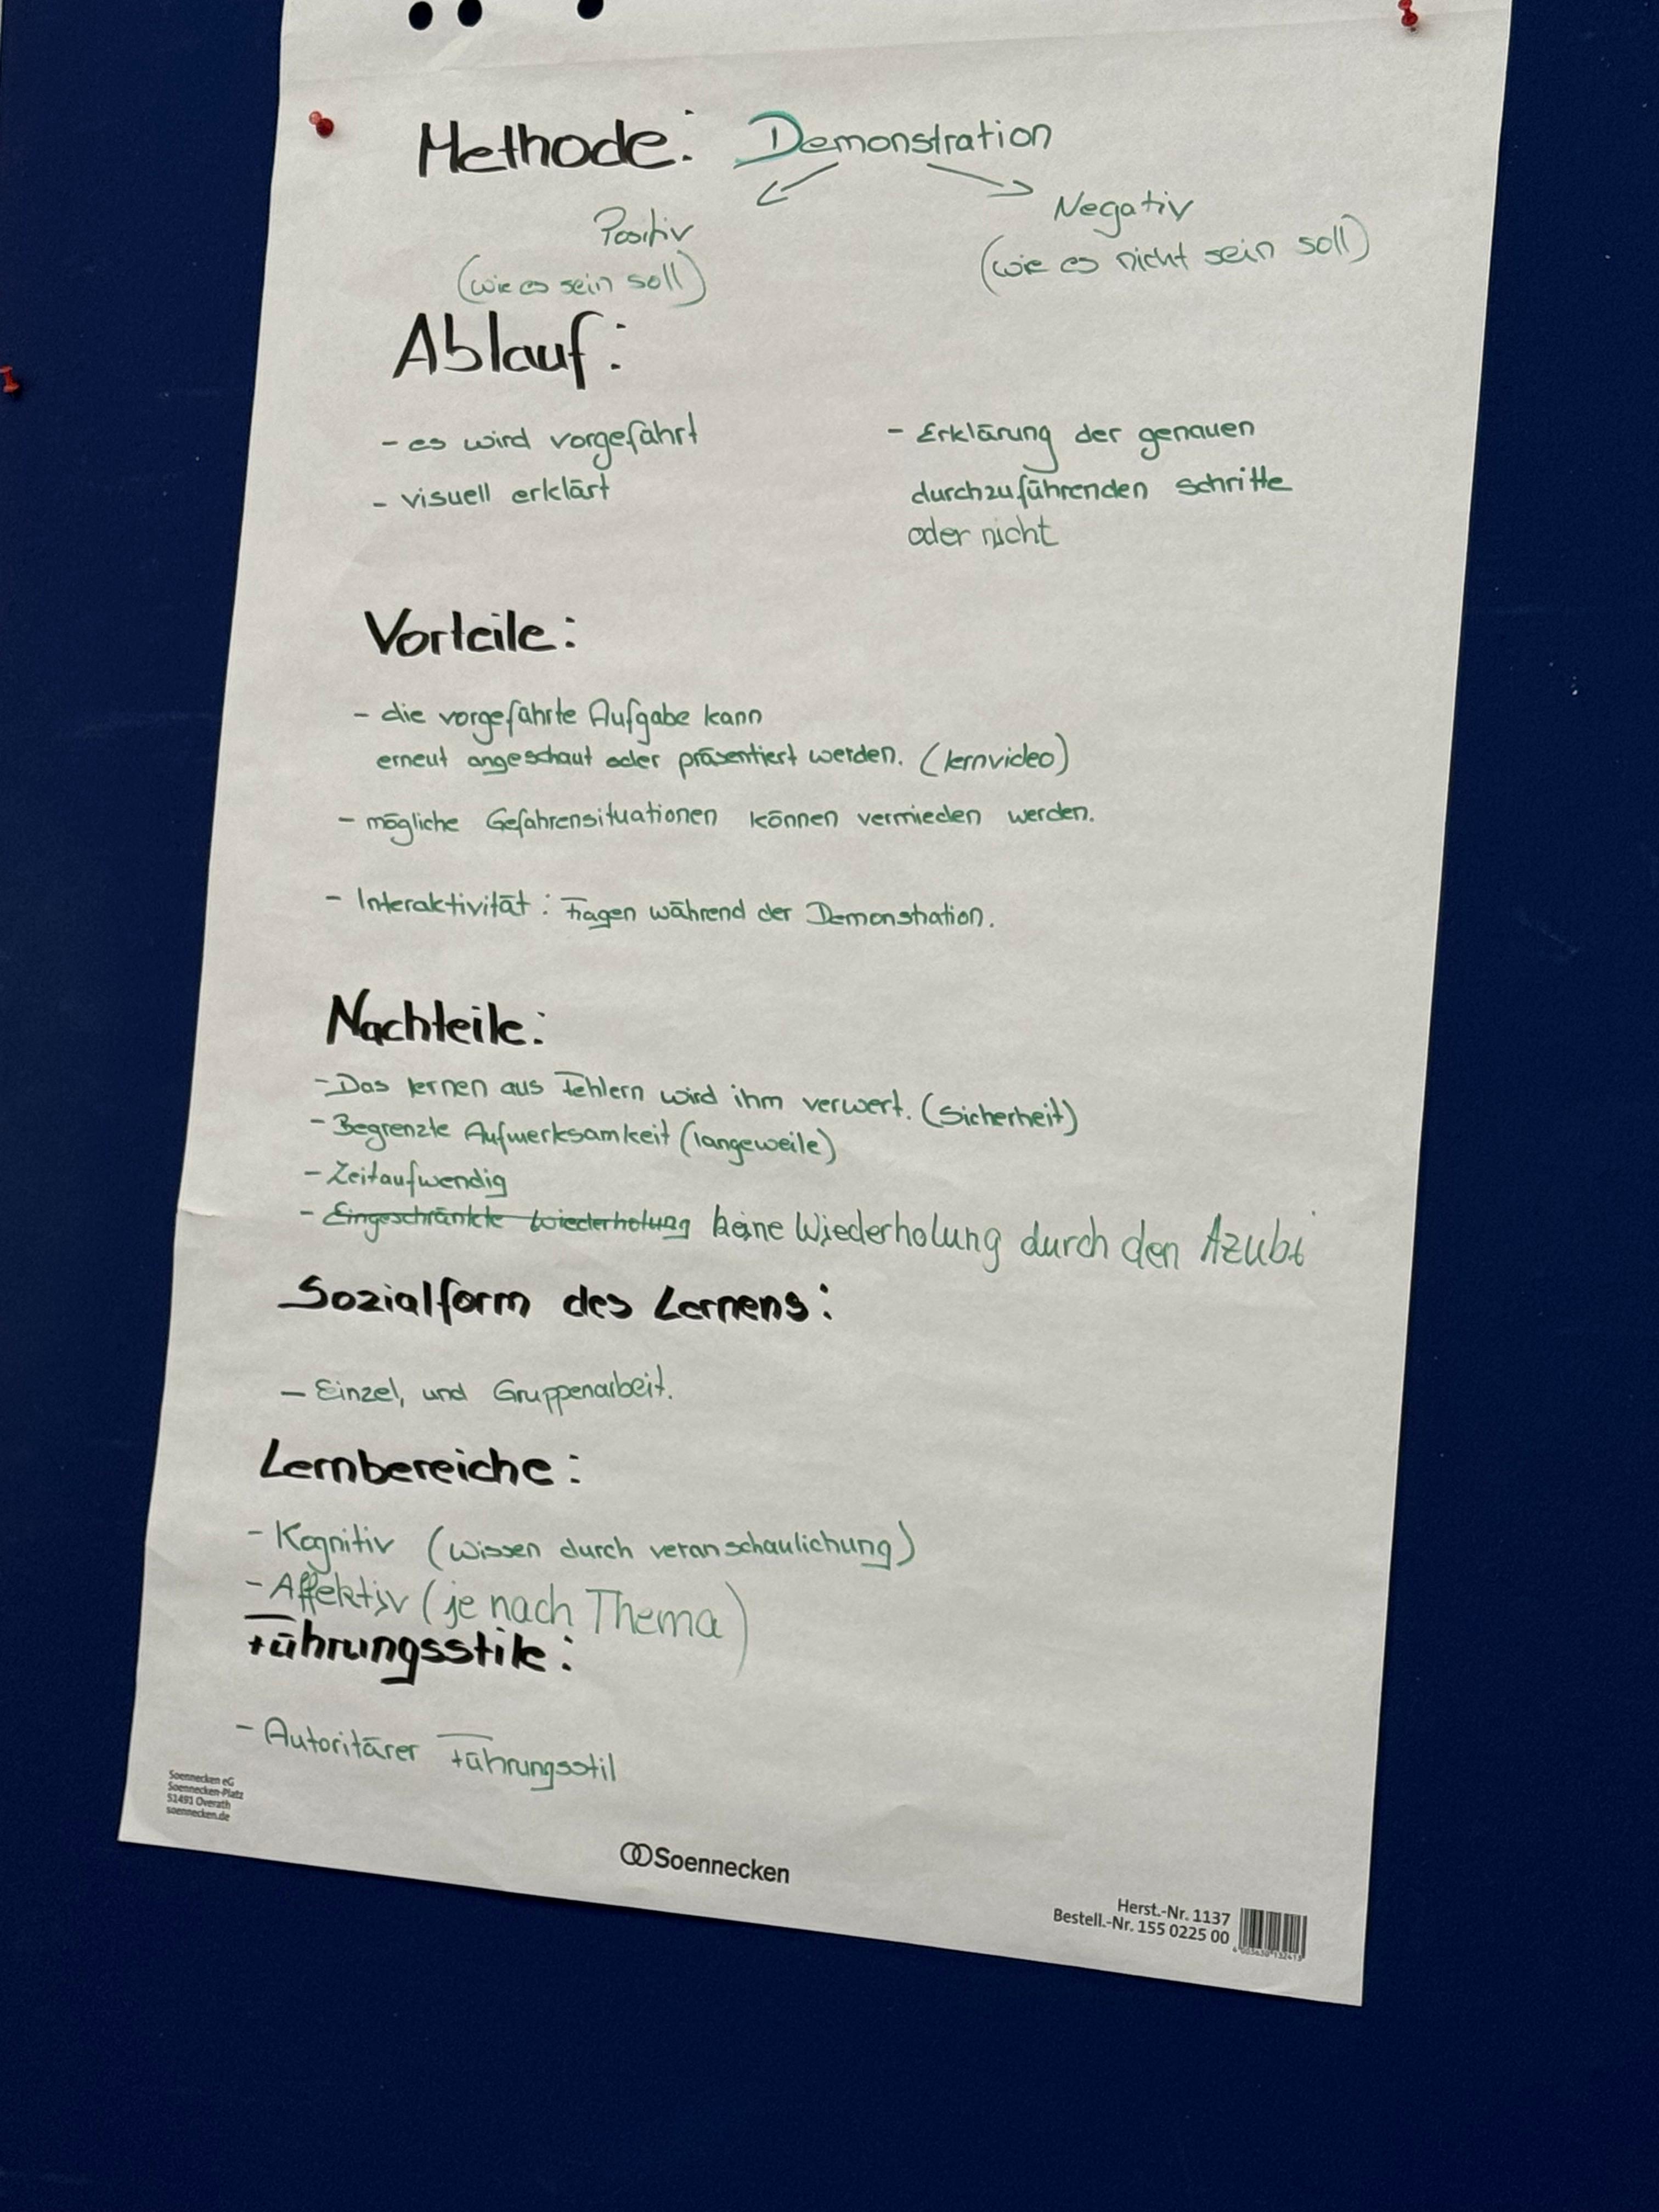 Methode: Demonstration
Positiv
(wie es sein soll)
Negativ
(wie es nicht sein soll)
Ablauf:
- es wird vorgefährt
- visuell erklärt
- Erklärung der genauen
durchzuführenden schritte
oder nicht
Vorteile:
- die vorgefährte Aufgabe kann
erneut angeschaut oder präsentiert werden. (lernvideo)
- mögliche Gefahrensituationen können vermieden werden.
- Interaktivität: Fragen während der Demonstration.
Nachteile:
- Das lernen aus Fehlern wird ihm verwert. (Sicherheit)
- Begrenzte Aufmerksamkeit (langeweile)
- Zeitaufwendig
- Eingeschränkte wiederholung keine Wiederholung durch den Azubi
Sozialform des Lernens:
- Einzel, und Gruppenarbeit.
Lernbereiche:
- Kognitiv (wissen durch veranschaulichung)
- Affektiv (je nach Thema)
Führungsstile:
- Autoritärer Führungsstil
Soennecken eG
Soennecken-Platz
51491 Overath
soennecken.de
Soennecken
Herst.-Nr. 1137
Bestell.-Nr. 155 0225 00